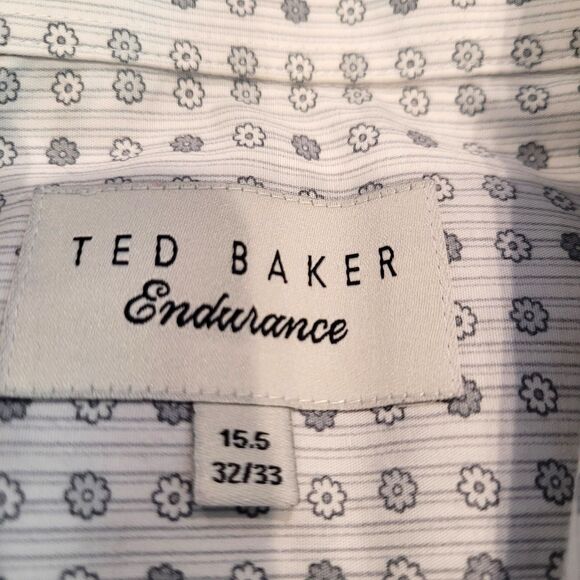 TED BAKER
Endurance
15.5
32/33